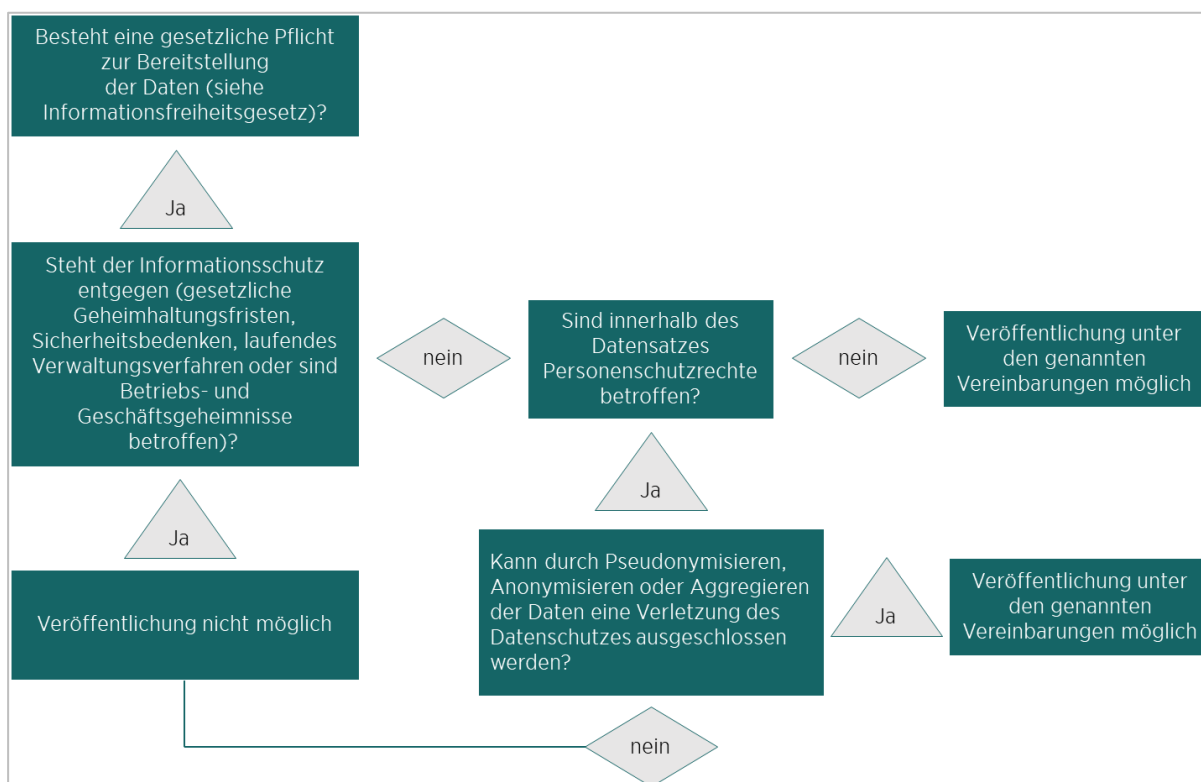 Besteht eine gesetzliche Pflicht
zur Bereitstellung
der Daten (siehe
Informationsfreiheitsgesetz)?
Ja
Steht der Informationsschutz
entgegen (gesetzliche
Geheimhaltungsfristen,
Sicherheitsbedenken, laufendes
Verwaltungsverfahren oder sind
Betriebs- und
Geschäftsgeheimnisse
betroffen)?
nein
Sind innerhalb des
Datensatzes
Personenschutzrechte
betroffen?
nein
Veröffentlichung unter
den genannten
Vereinbarungen möglich
Ja
Ja
Veröffentlichung nicht möglich
Kann durch Pseudonymisieren,
Anonymisieren oder Aggregieren
der Daten eine Verletzung des
Datenschutzes ausgeschlossen
werden?
Ja
Veröffentlichung unter
den genannten
Vereinbarungen möglich
nein